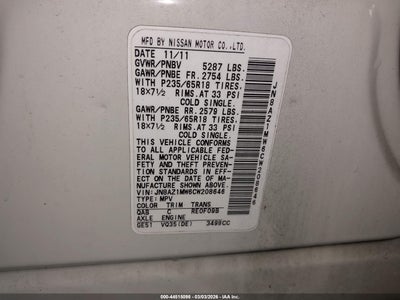 MFD BY NISSAN MOTOR CO.,LTD.
DATE 11/11
GVWR/PNBV 5287 LBS.
GAWR/PNBE FR. 2754 LBS.
WITH P235/65R18 TIRES.
18X7½ RIMS.AT 33 PSI
COLD SINGLE.
GAWR/PNBE RR. 2579 LBS.
WITH P235/65R18 TIRES.
18X7½ RIMS.AT 33 PSI
COLD SINGLE.
THIS VEHICLE CONFORMS
TO ALL APPLICABLE FED-
ERAL MOTOR VEHICLE SA-
FETY AND THEFT PREVEN-
TION STANDARDS IN EFF-
ECT ON THE DATE OF MA-
NUFACTURE SHOWN ABOVE.
VIN: JN8AZ1MW6CW208646
TYPE: MPV
COLOR TRIM TRANS
QAB C RE0F09B
AXLE ENGINE
GE51 VQ35(DE) 3498CC
JN8AZ1MW6CW208646
000-44515086 - 03/03/2026 - IAA Inc.